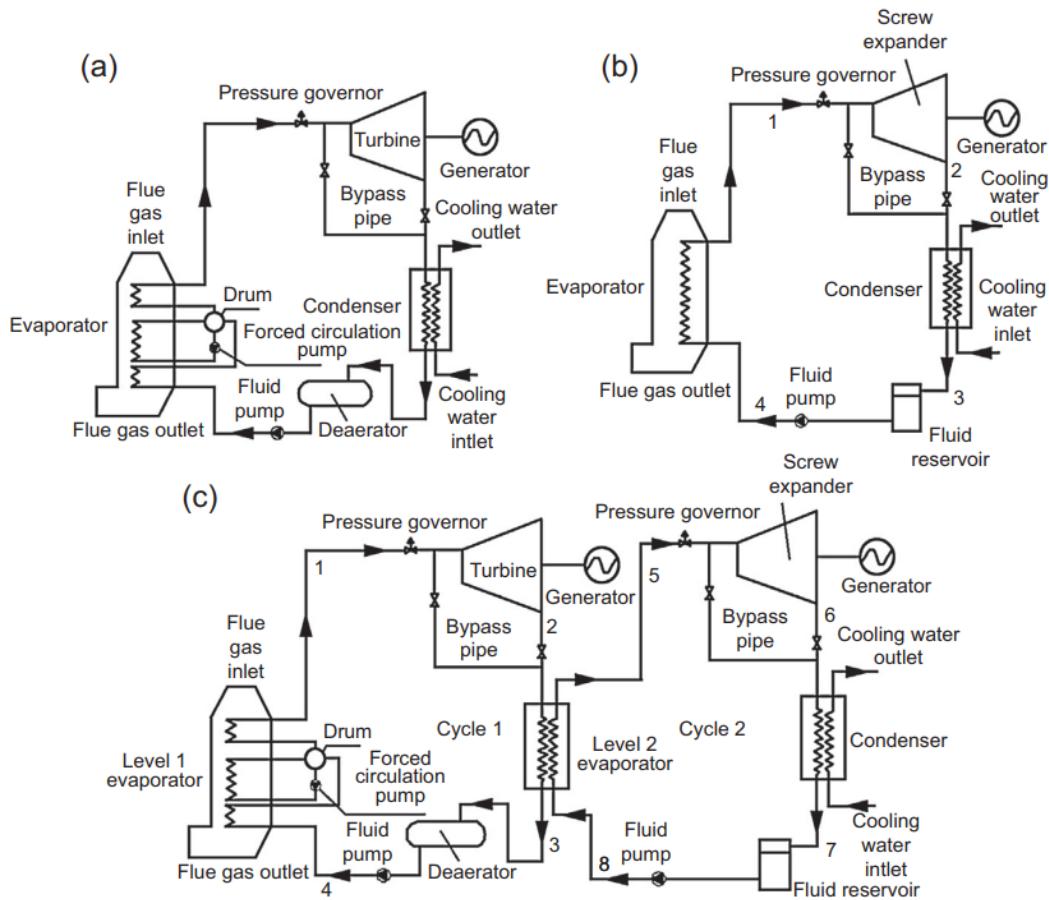 (a)
Pressure governor
Turbine
Generator
Bypass
pipe
Cooling water
outlet
Flue
gas
inlet
Drum
Evaporator
Forced circulation
pump
Condenser
Fluid
pump
Deaerator
Cooling
water
intlet
Flue gas outlet
(b)
Screw
expander
Pressure governor
1
Generator
2
Flue
gas
inlet
Bypass
pipe
Cooling
water
outlet
Evaporator
Condenser
Cooling
water
inlet
Flue gas outlet
4
Fluid
pump
3
Fluid
reservoir
(c)
Pressure governor
1
Turbine
Generator
2
Bypass
pipe
Flue
gas
inlet
Drum
Level 1
evaporator
Forced
circulation
pump
Cycle 1
Level 2
evaporator
Fluid
pump
3
Deaerator
Flue gas outlet
4
Screw
expander
Pressure governor
5
Generator
6
Bypass
pipe
Cooling water
outlet
Cycle 2
Condenser
Fluid
pump
8
7
Cooling
water
intlet
Fluid reservoir